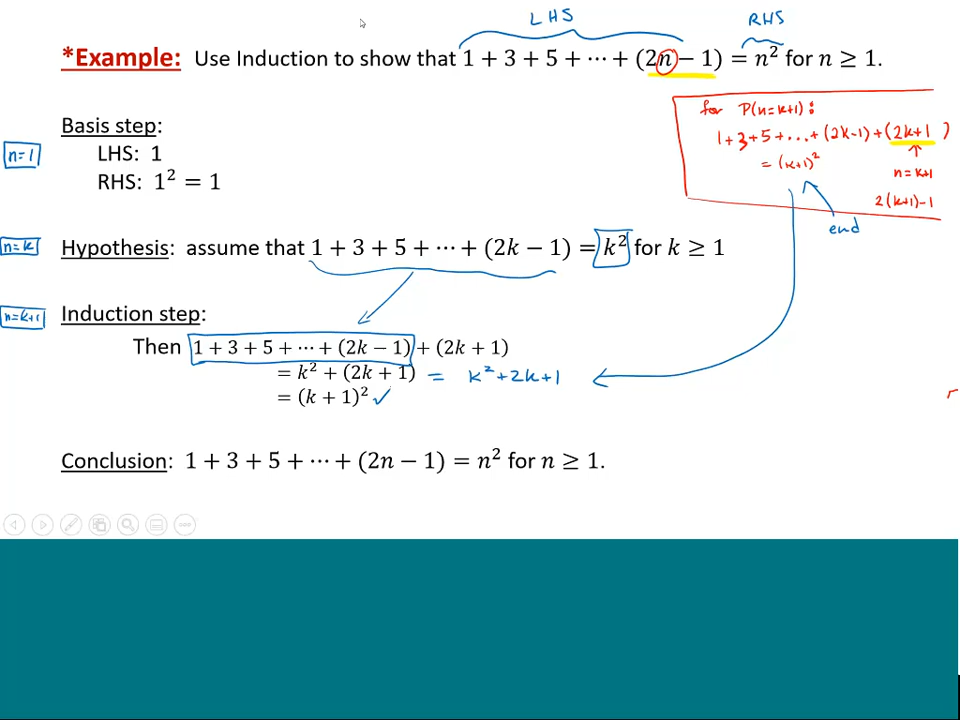 LHS RHS
*Example: Use Induction to show that 1 + 3 + 5 + ⋯ + (2n − 1) = n² for n ≥ 1.
for P(n=k+1):
1+3+5+...+(2k-1)+(2k+1)
= (k+1)²
n=k+1
2(k+1)-1
end
Basis step:
n=1
LHS: 1
RHS: 1² = 1
n=k Hypothesis: assume that 1 + 3 + 5 + ⋯ + (2k − 1) = k² for k ≥ 1
n=k+1 Induction step:
Then 1 + 3 + 5 + ⋯ + (2k − 1) + (2k + 1)
= k² + (2k + 1) = k²+2k+1
= (k + 1)² ✓
Conclusion: 1 + 3 + 5 + ⋯ + (2n − 1) = n² for n ≥ 1.